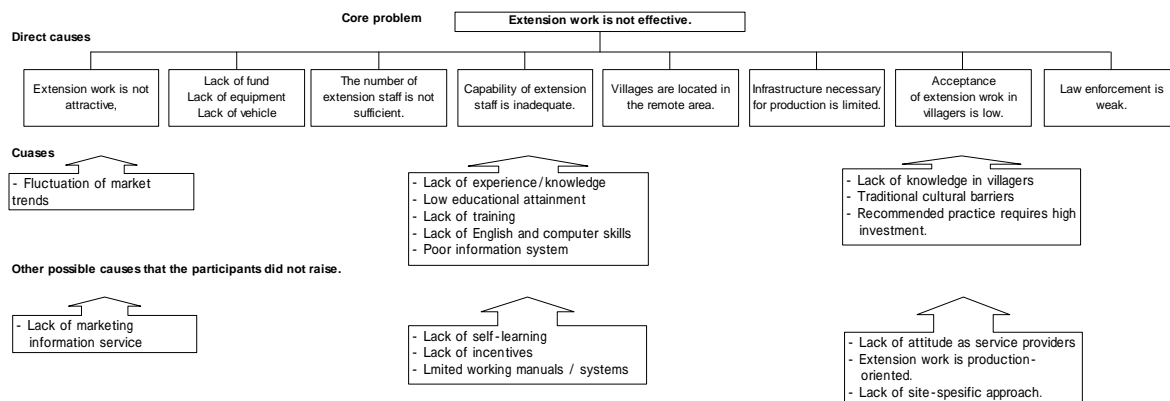 Core problem
Extension work is not effective.
Direct causes
Extension work is not
attractive,
Lack of fund
Lack of equipment
Lack of vehicle
The number of
extension staff is not
sufficient.
Capability of extension
staff is inadequate.
Villages are located in
the remote area.
Infrastructure necessary
for production is limited.
Acceptance
of extension wrok in
villagers is low.
Law enforcement is
weak.
Cuases
- Fluctuation of market
trends
- Lack of experience/knowledge
- Low educational attainment
- Lack of training
- Lack of English and computer skills
- Poor information system
- Lack of knowledge in villagers
- Traditional cultural barriers
- Recommended practice requires high
investment.
Other possible causes that the participants did not raise.
- Lack of marketing
information service
- Lack of self-learning
- Lack of incentives
- Lmited working manuals / systems
- Lack of attitude as service providers
- Extension work is production-
oriented.
- Lack of site-spesific approach.